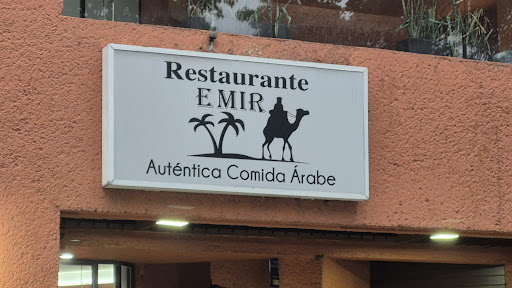 Restaurante
EMIR
Auténtica Comida Árabe